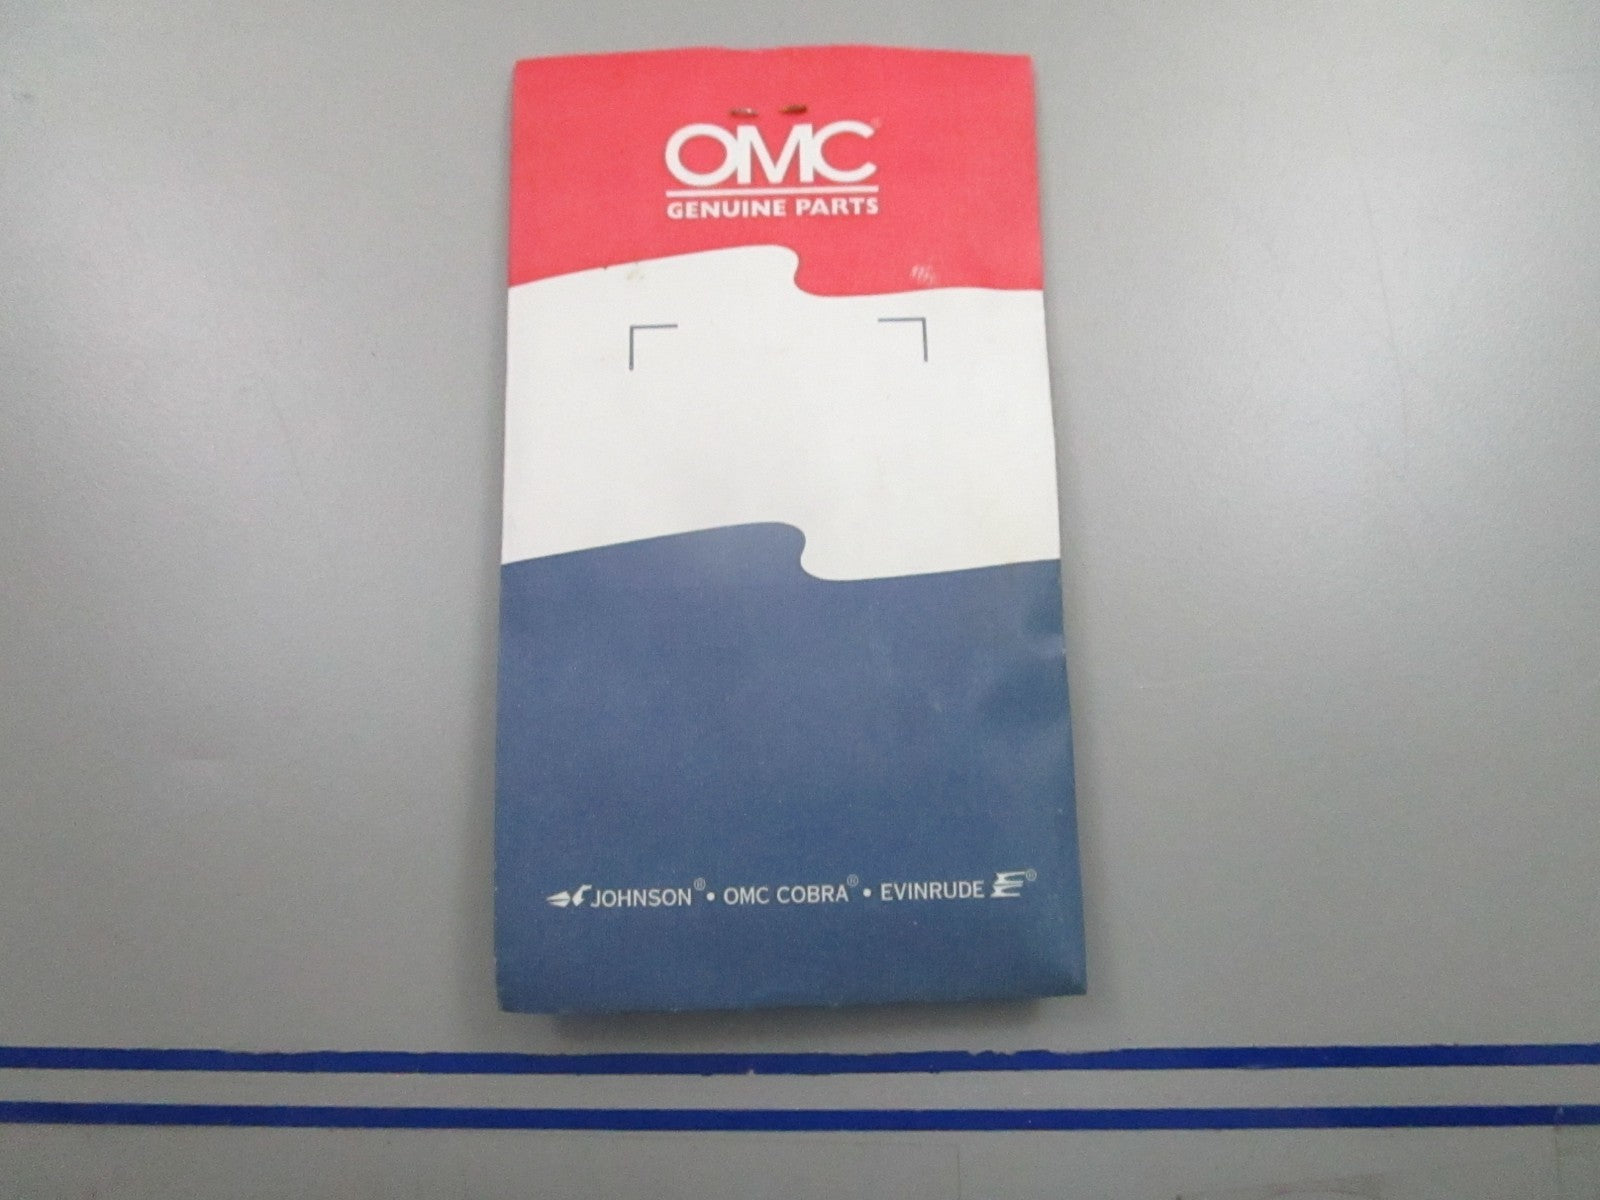 OMC®
GENUINE PARTS
JOHNSON® • OMC COBRA® • EVINRUDE ®